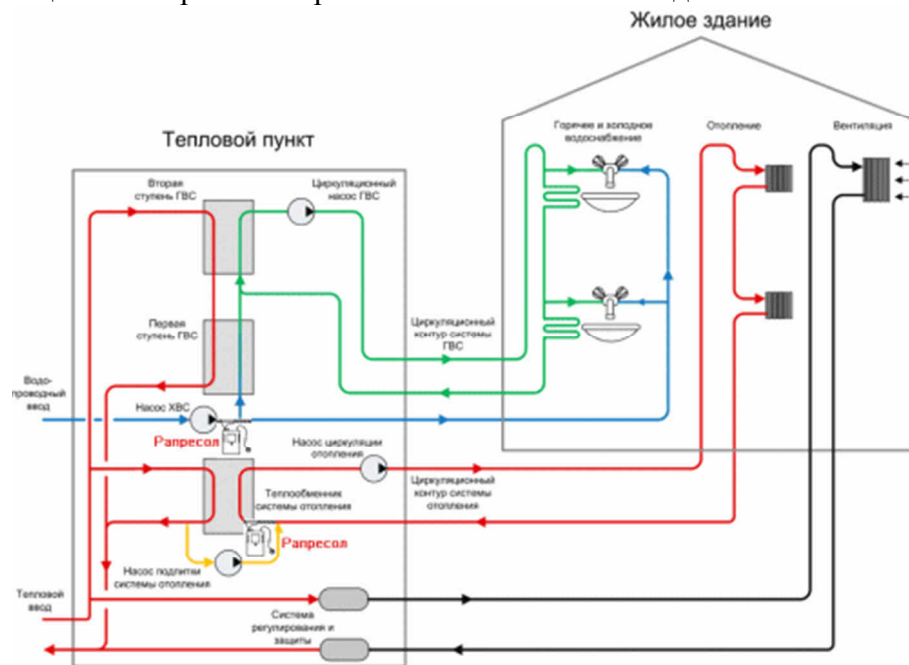 Жилое здание
Тепловой пункт
Горячее и холодное
водоснабжение
Отопление
Вентиляция
Вторая
ступень ГВС
Циркуляционный
насос ГВС
Первая
ступень ГВС
Циркуляционный
контур системы
ГВС
Водо-
проводный
ввод
Насос ХВС
Рапресол
Насос циркуляции
отопления
Циркуляционный
контур системы
отопления
Теплообменник
системы отопления
Рапресол
Насос подпитки
системы отопления
Тепловой
ввод
Система
регулирования и
защиты